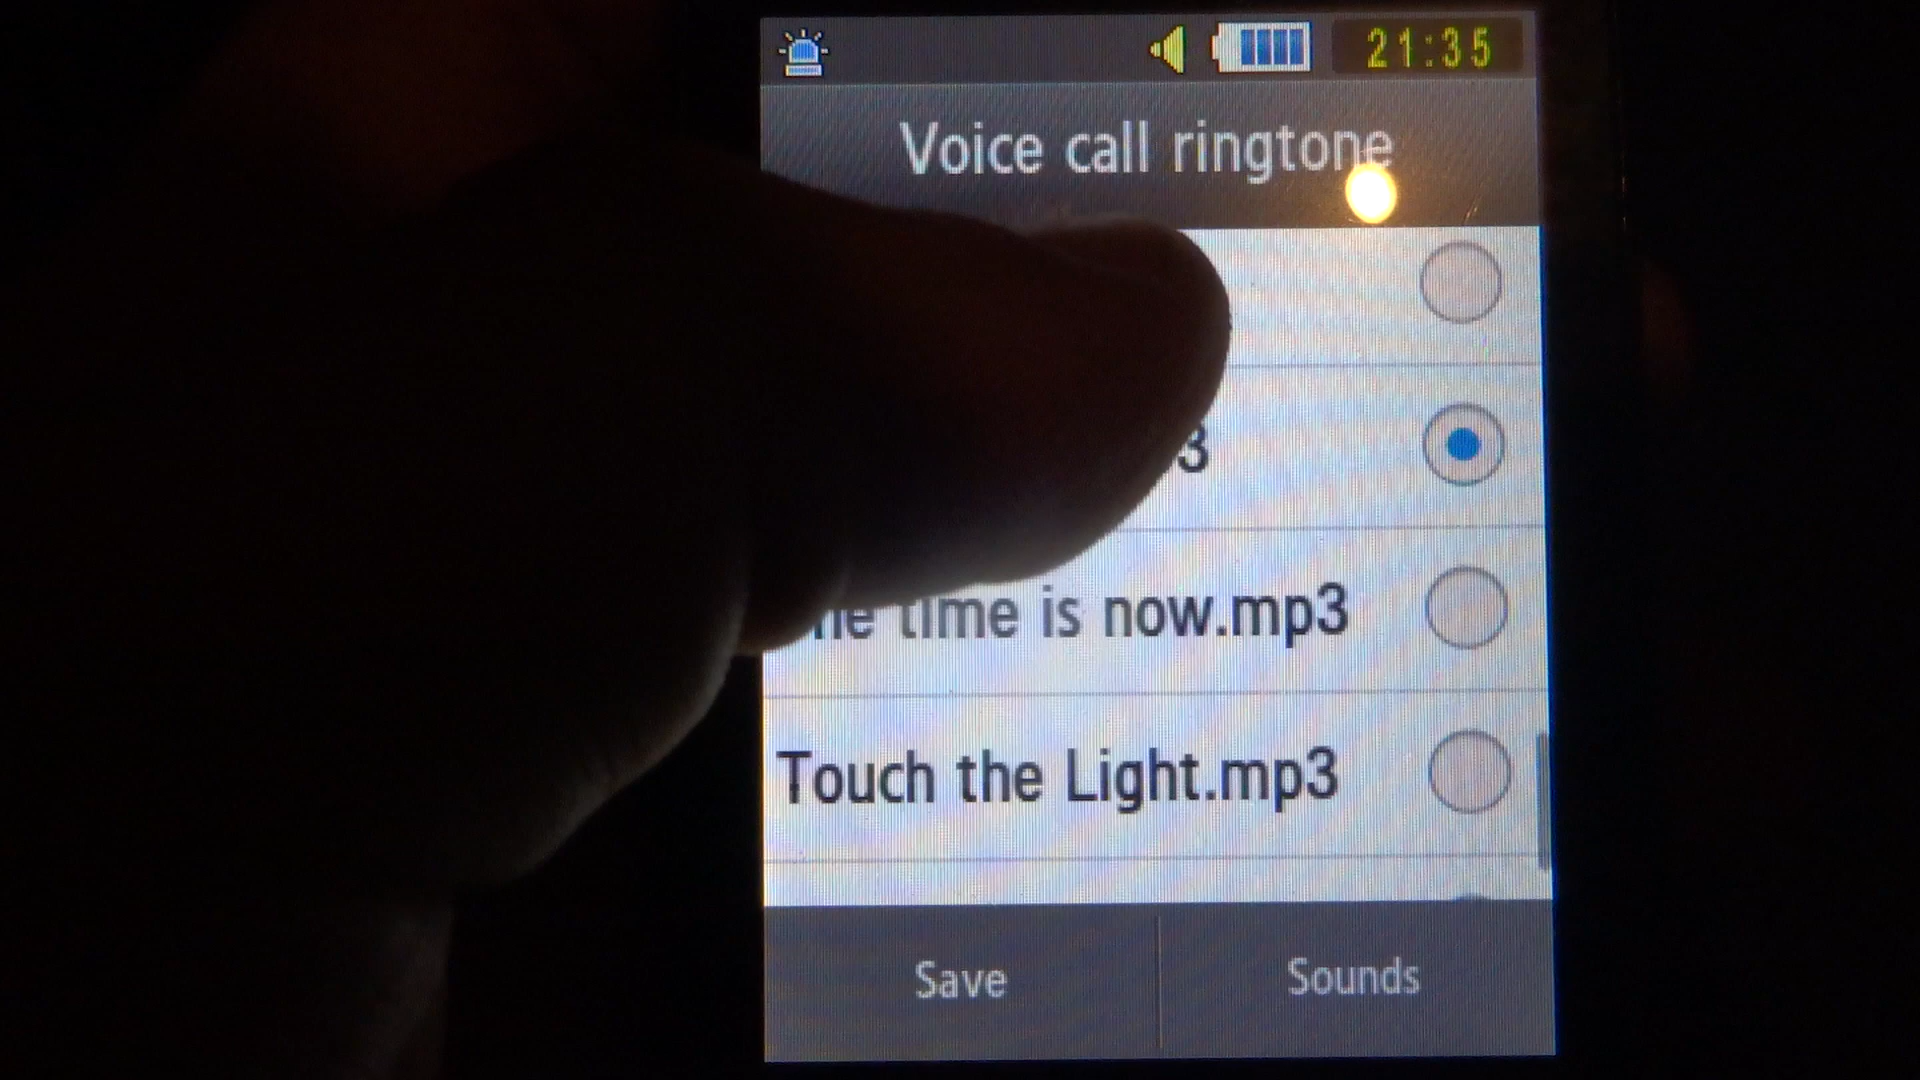 21:35
Voice call ringtone
time is now.mp3
Touch the Light.mp3
Save
Sounds